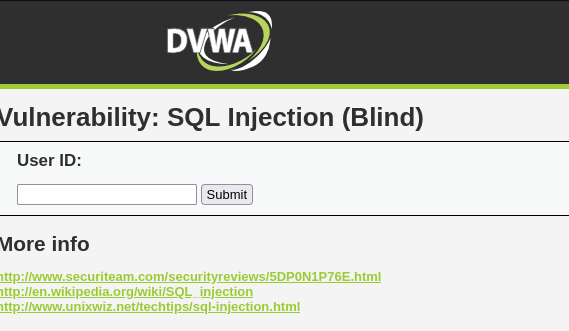 DVWA
Vulnerability: SQL Injection (Blind)
User ID:
Submit
More info
http://www.securiteam.com/securityreviews/5DP0N1P76E.html
http://en.wikipedia.org/wiki/SQL_injection
http://www.unixwiz.net/techtips/sql-injection.html